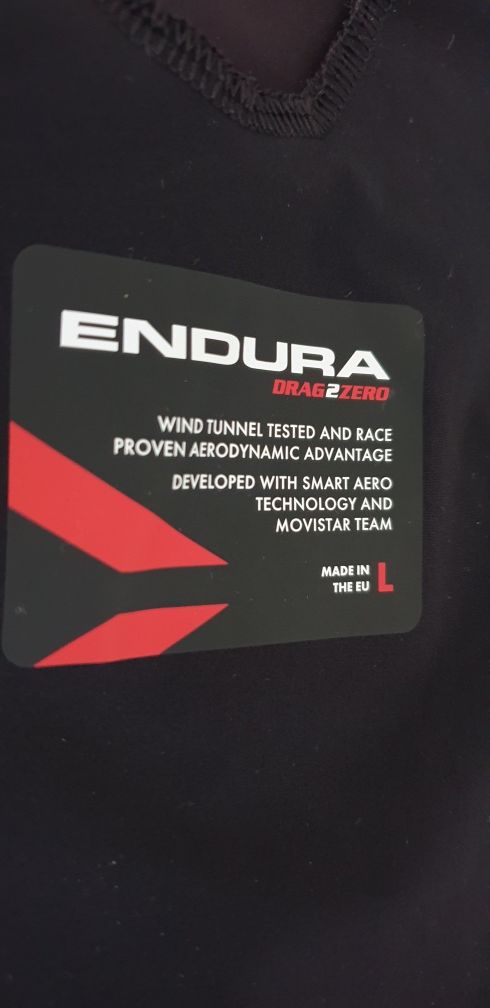 ENDURA
DRAG2ZERO
WIND TUNNEL TESTED AND RACE
PROVEN AERODYNAMIC ADVANTAGE
DEVELOPED WITH SMART AERO
TECHNOLOGY AND
MOVISTAR TEAM
MADE IN
THE EU L